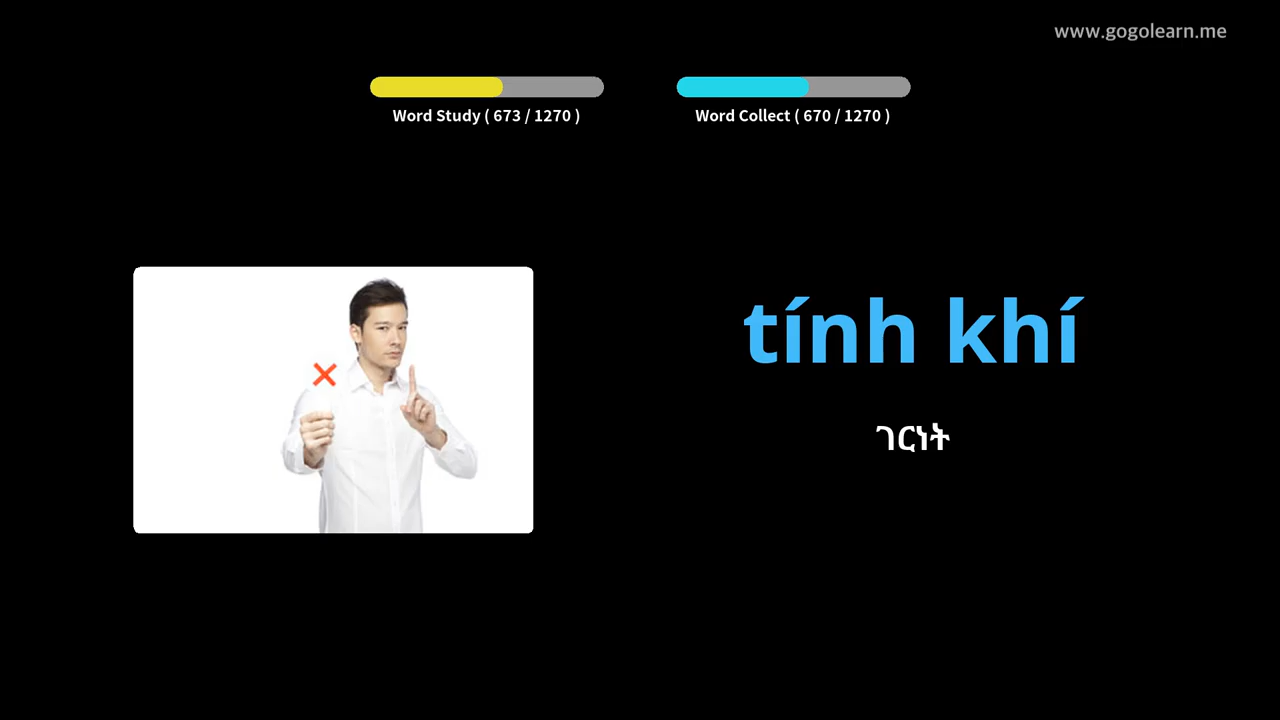 www.gogolearn.me
Word Study ( 673 / 1270 )
Word Collect ( 670 / 1270 )
tính khí
ገርነት